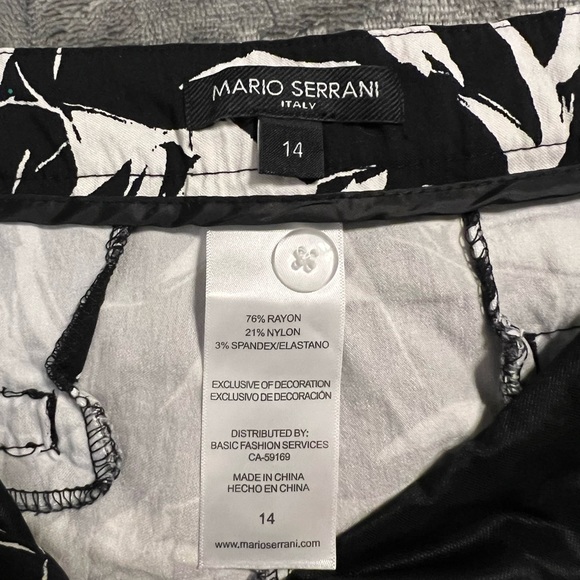 MARIO SERRANI
ITALY
14
76% RAYON
21% NYLON
3% SPANDEX/ELASTANO
EXCLUSIVE OF DECORATION
EXCLUSIVO DE DECORACIÓN
DISTRIBUTED BY:
BASIC FASHION SERVICES
CA-59169
MADE IN CHINA
HECHO EN CHINA
14
www.marioserrani.com